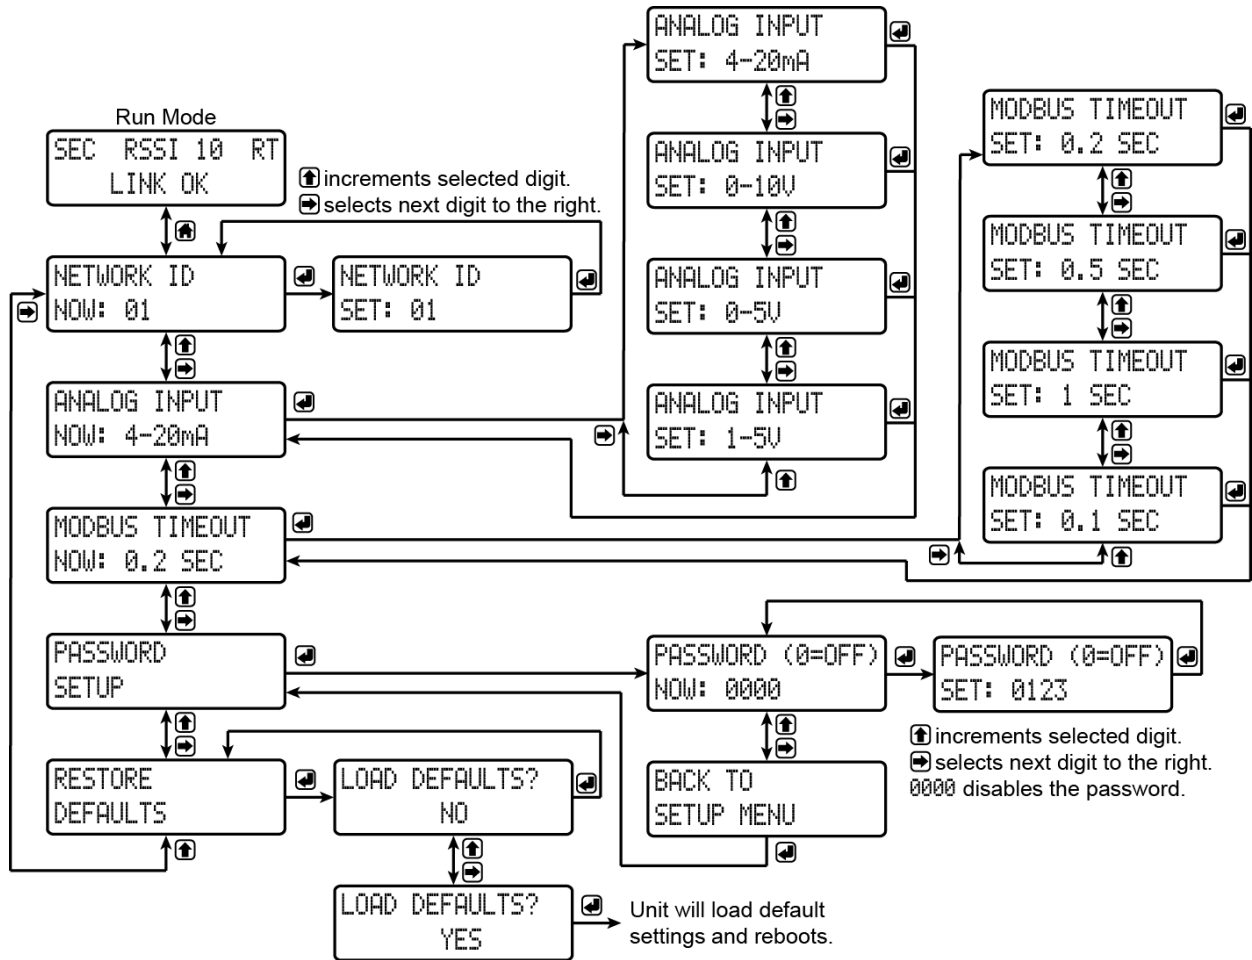 Run Mode
SEC RSSI 10 RT
LINK OK
increments selected digit.
selects next digit to the right.
NETWORK ID
NOW: 01
NETWORK ID
SET: 01
ANALOG INPUT
NOW: 4-20mA
MODBUS TIMEOUT
NOW: 0.2 SEC
PASSWORD
SETUP
RESTORE
DEFAULTS
LOAD DEFAULTS?
NO
LOAD DEFAULTS?
YES
Unit will load default
settings and reboots.
ANALOG INPUT
SET: 4-20mA
ANALOG INPUT
SET: 0-10V
ANALOG INPUT
SET: 0-5V
ANALOG INPUT
SET: 1-5V
MODBUS TIMEOUT
SET: 0.2 SEC
MODBUS TIMEOUT
SET: 0.5 SEC
MODBUS TIMEOUT
SET: 1 SEC
MODBUS TIMEOUT
SET: 0.1 SEC
PASSWORD (0=OFF)
NOW: 0000
PASSWORD (0=OFF)
SET: 0123
increments selected digit.
selects next digit to the right.
0000 disables the password.
BACK TO
SETUP MENU